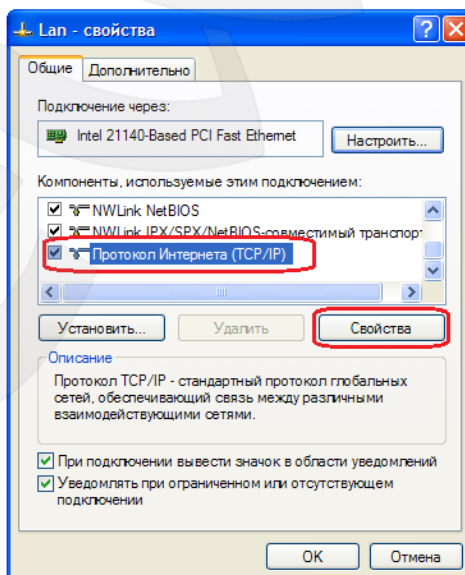 Lan - свойства
Общие
Дополнительно
Подключение через:
Intel 21140-Based PCI Fast Ethernet
Настроить...
Компоненты, используемые этим подключением:
NWLink NetBIOS
NWLink IPX/SPX/NetBIOS-совместимый транспорт
Протокол Интернета (TCP/IP)
Установить...
Удалить
Свойства
Описание
Протокол TCP/IP - стандартный протокол глобальных
сетей, обеспечивающий связь между различными
взаимодействующими сетями.
При подключении вывести значок в области уведомлений
Уведомлять при ограниченном или отсутствующем
подключении
OK
Отмена